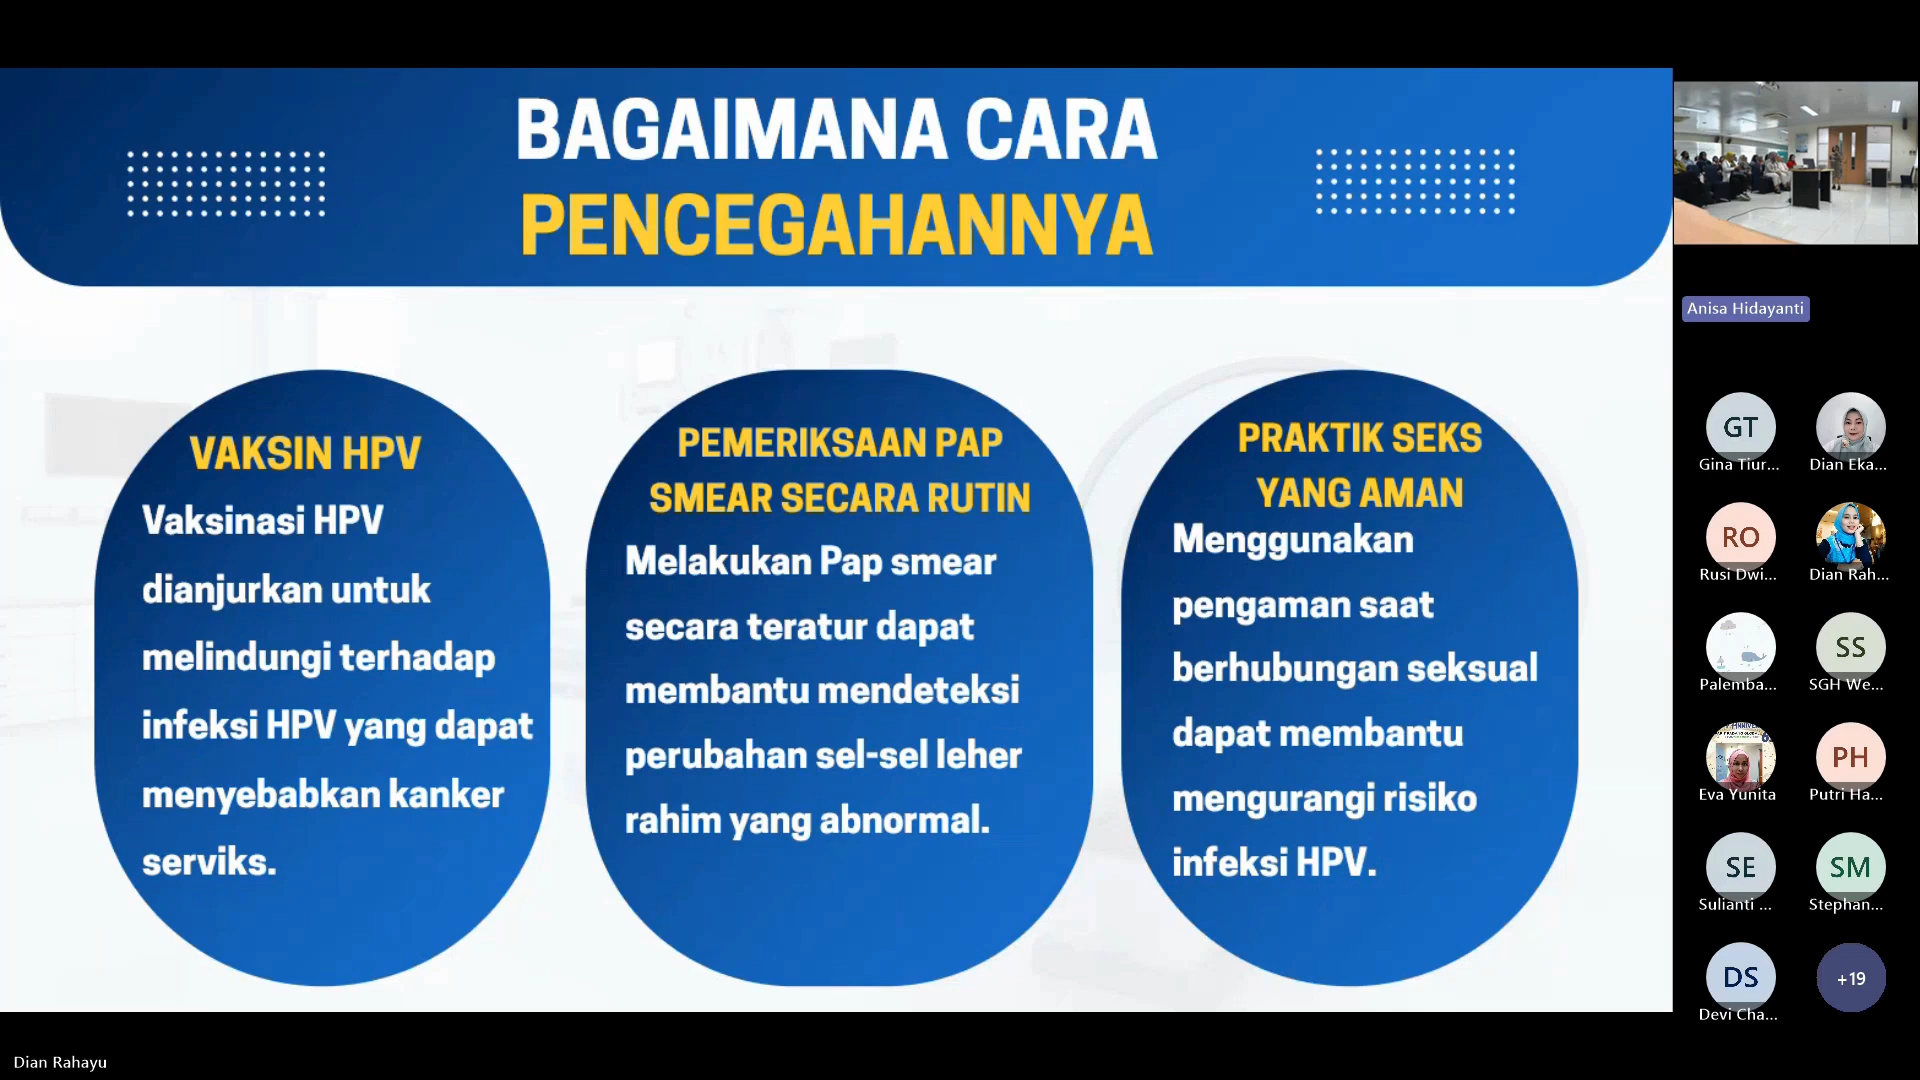 BAGAIMANA CARA
PENCEGAHANNYA
VAKSIN HPV
Vaksinasi HPV
dianjurkan untuk
melindungi terhadap
infeksi HPV yang dapat
menyebabkan kanker
serviks.
PEMERIKSAAN PAP
SMEAR SECARA RUTIN
Melakukan Pap smear
secara teratur dapat
membantu mendeteksi
perubahan sel-sel leher
rahim yang abnormal.
PRAKTIK SEKS
YANG AMAN
Menggunakan
pengaman saat
berhubungan seksual
dapat membantu
mengurangi risiko
infeksi HPV.
Anisa Hidayanti
GT
Gina Tiur...
Dian Eka...
RO
Rusi Dwi...
Dian Rah...
Palemba...
SS
SGH We...
Eva Yunita
PH
Putri Ha...
SE
Sulianti ...
SM
Stephan...
DS
Devi Cha...
+19
Dian Rahayu